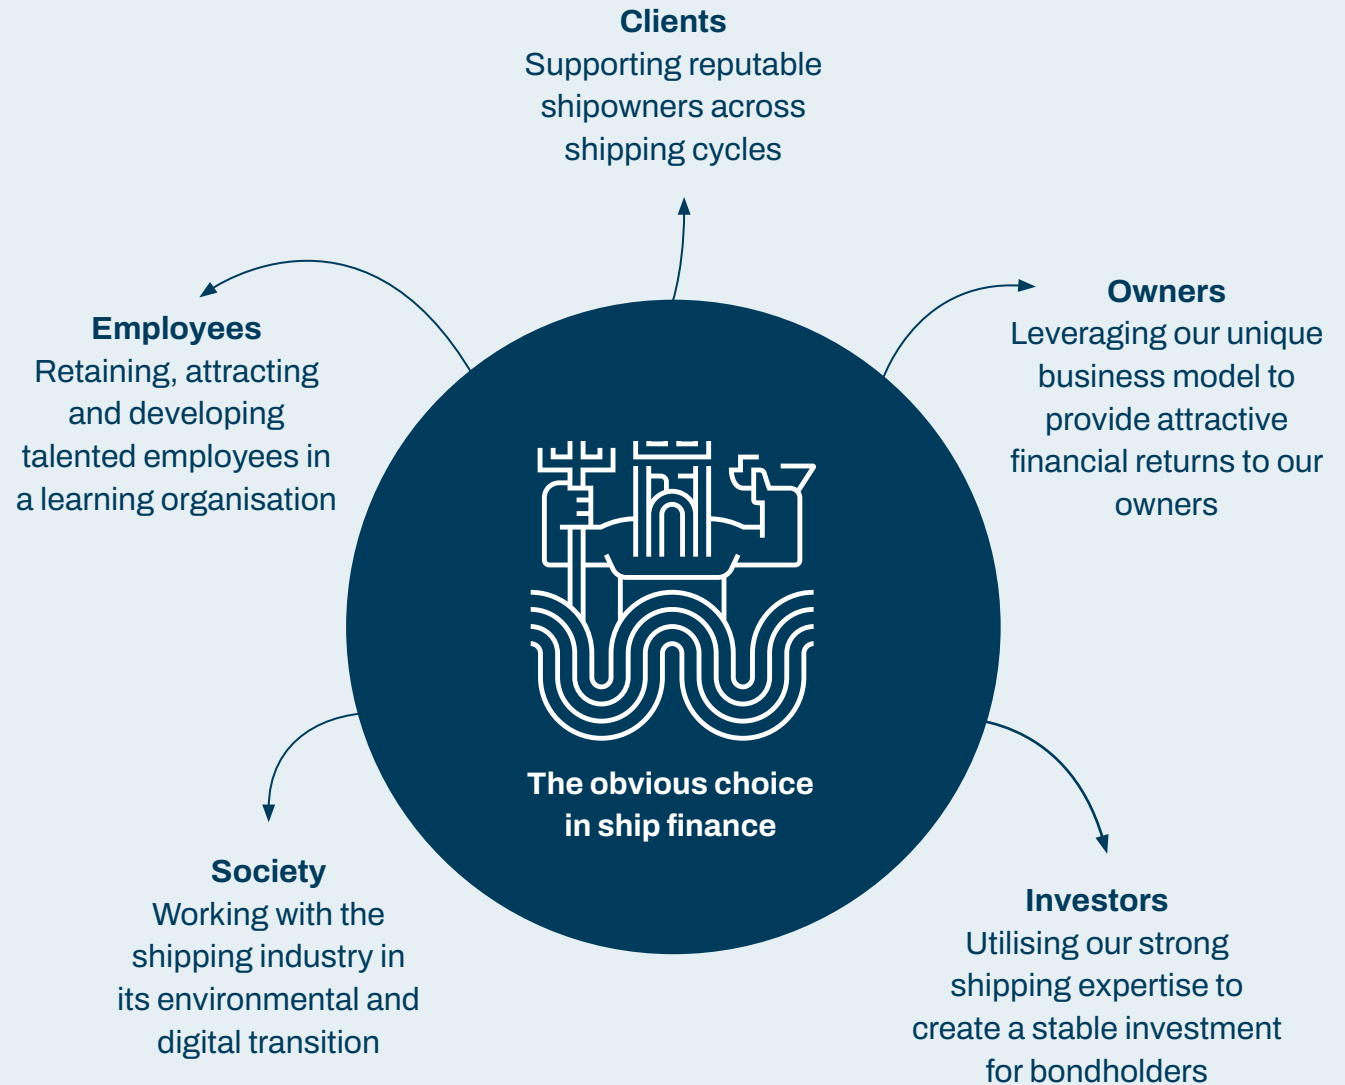 Clients
Supporting reputable
shipowners across
shipping cycles
Employees
Retaining, attracting
and developing
talented employees in
a learning organisation
Owners
Leveraging our unique
business model to
provide attractive
financial returns to our
owners
The obvious choice
in ship finance
Society
Working with the
shipping industry in
its environmental and
digital transition
Investors
Utilising our strong
shipping expertise to
create a stable investment
for bondholders